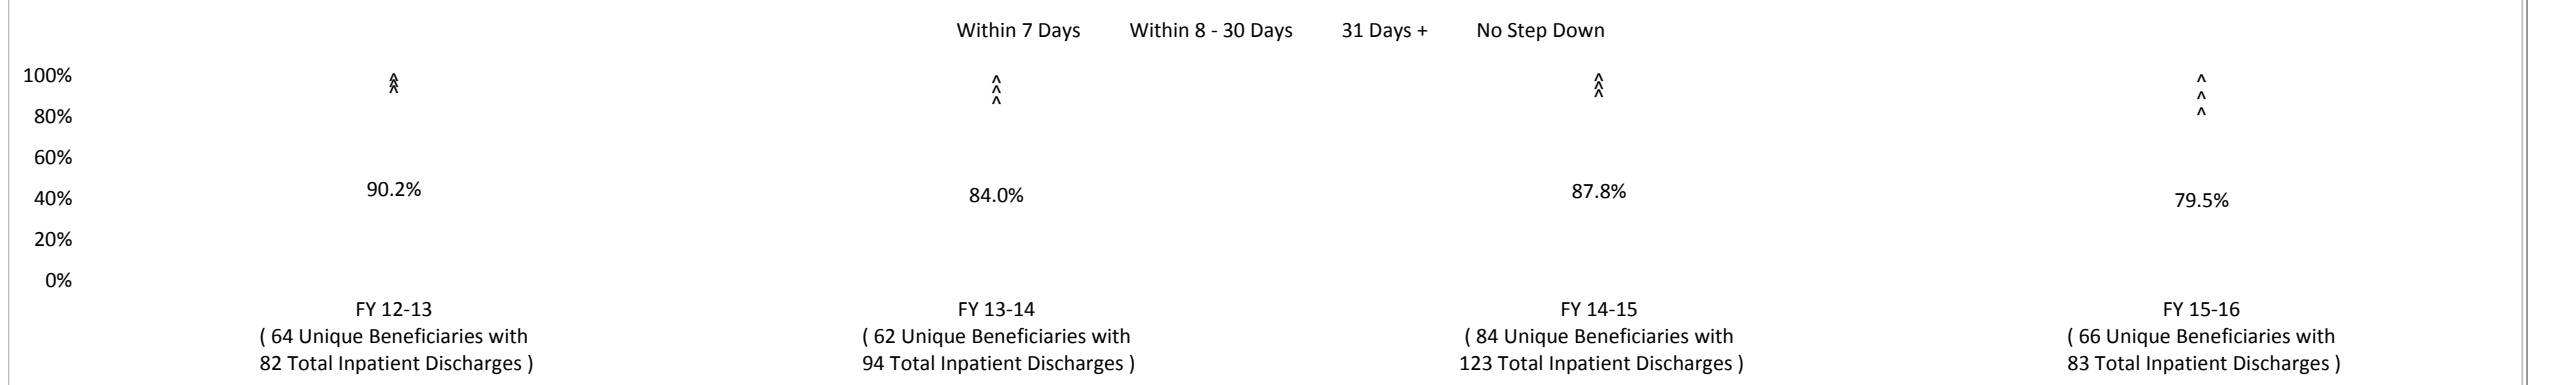 Within 7 Days Within 8 - 30 Days 31 Days + No Step Down
100%
80%
60%
40%
20%
0%
^ ^ ^ ^
^ ^ ^ ^
^ ^ ^ ^
90.2% 84.0% 87.8% 79.5%
FY 12-13
( 64 Unique Beneficiaries with
82 Total Inpatient Discharges )
FY 13-14
( 62 Unique Beneficiaries with
94 Total Inpatient Discharges )
FY 14-15
( 84 Unique Beneficiaries with
123 Total Inpatient Discharges )
FY 15-16
( 66 Unique Beneficiaries with
83 Total Inpatient Discharges )